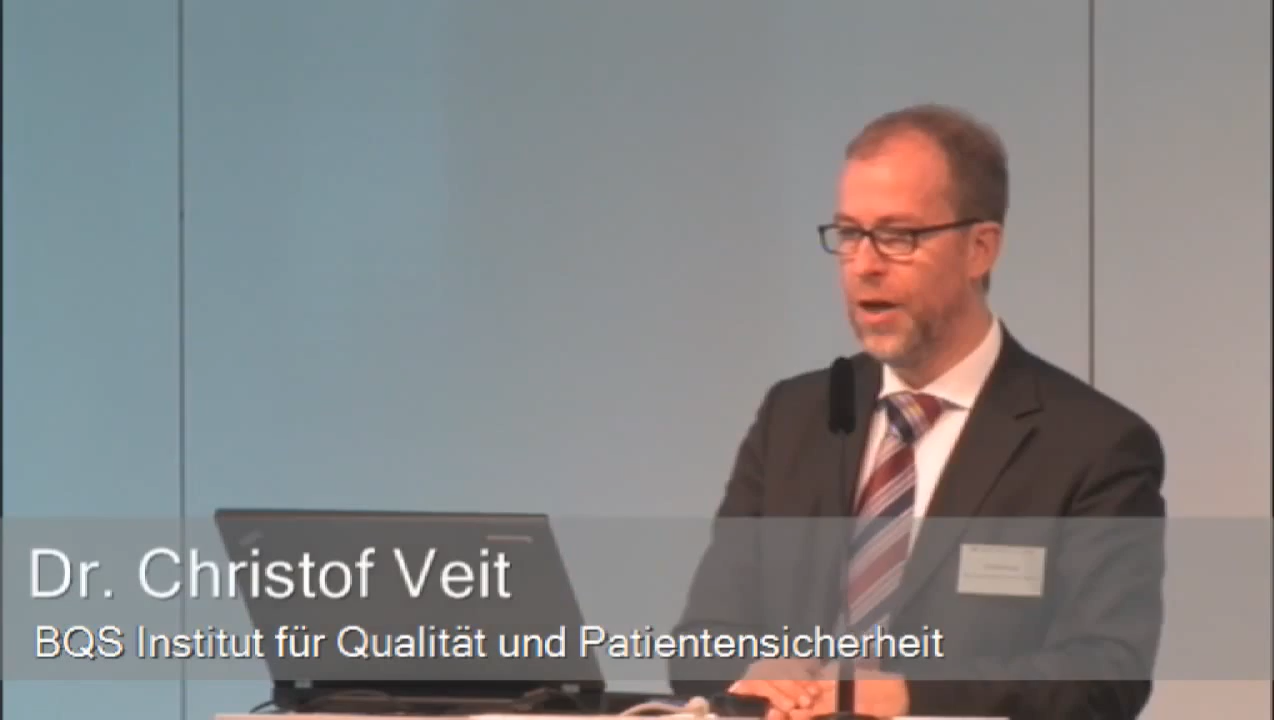 Dr. Christof Veit
BQS Institut für Qualität und Patientensicherheit